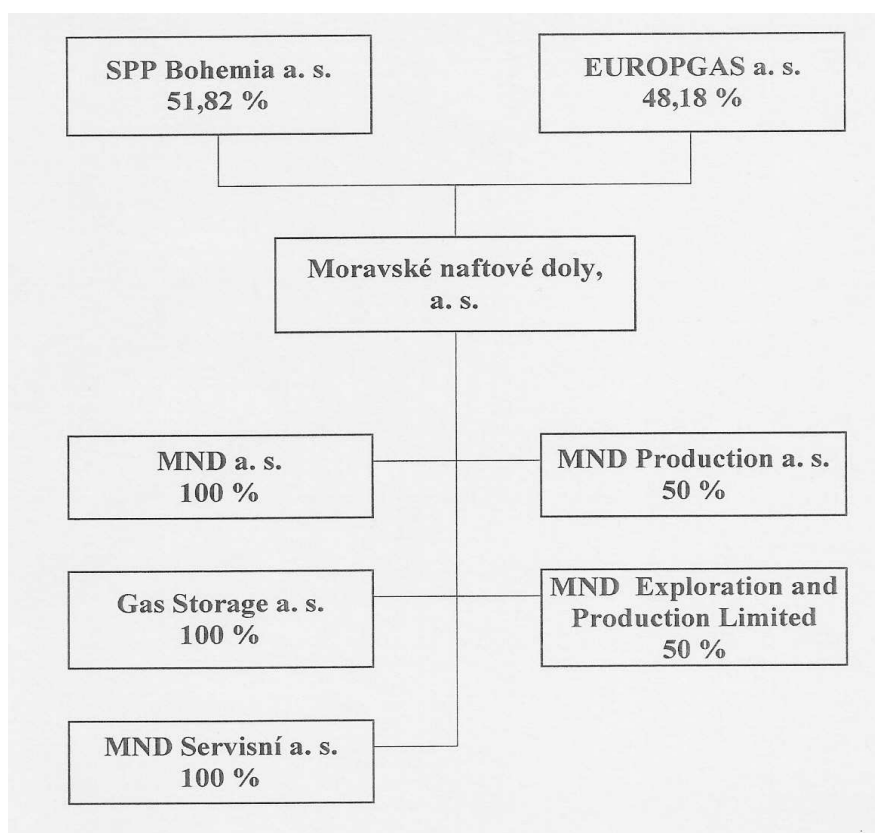 SPP Bohemia a. s.
51,82 %
EUROPGAS a. s.
48,18 %
Moravské naftové doly,
a. s.
MND a. s.
100 %
MND Production a. s.
50 %
Gas Storage a. s.
100 %
MND Exploration and
Production Limited
50 %
MND Servisní a. s.
100 %